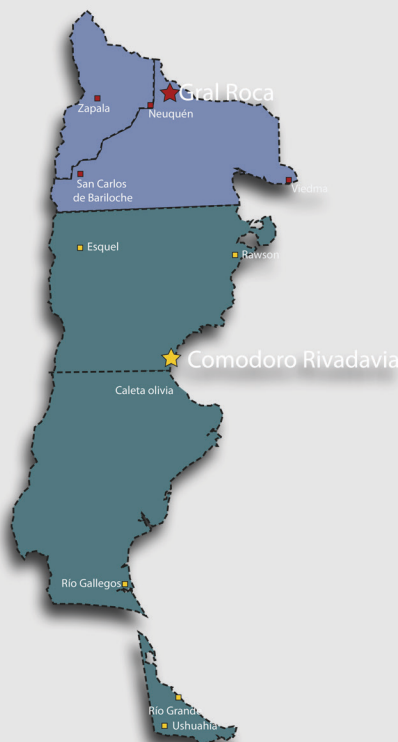 Gral Roca
Zapala
Neuquén
San Carlos
de Bariloche
Viedma
Esquel
Rawson
Comodoro Rivadavia
Caleta olivia
Río Gallegos
Río Grande
Ushuahia